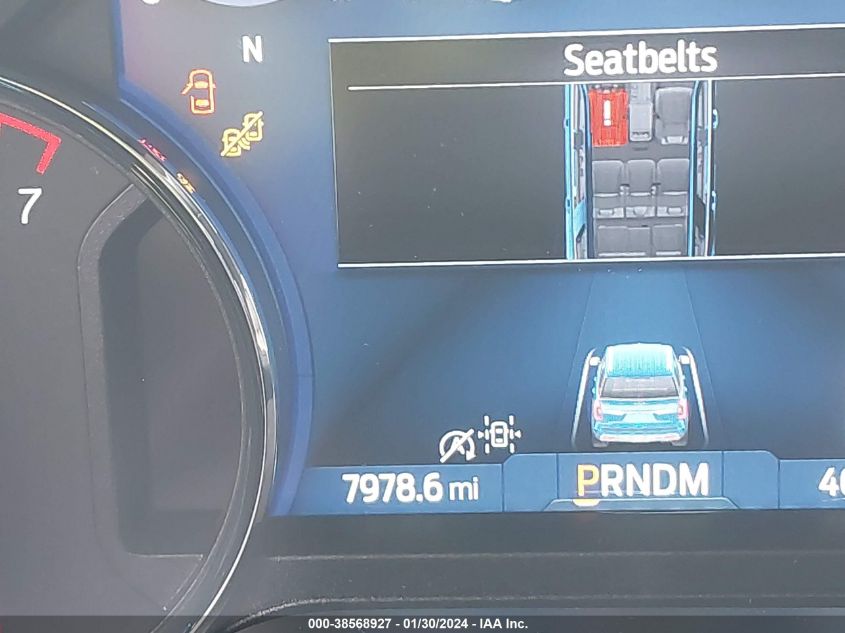 N
Seatbelts
7
7978.6 mi
PRNDM
000-38568927 - 01/30/2024 - IAA Inc.